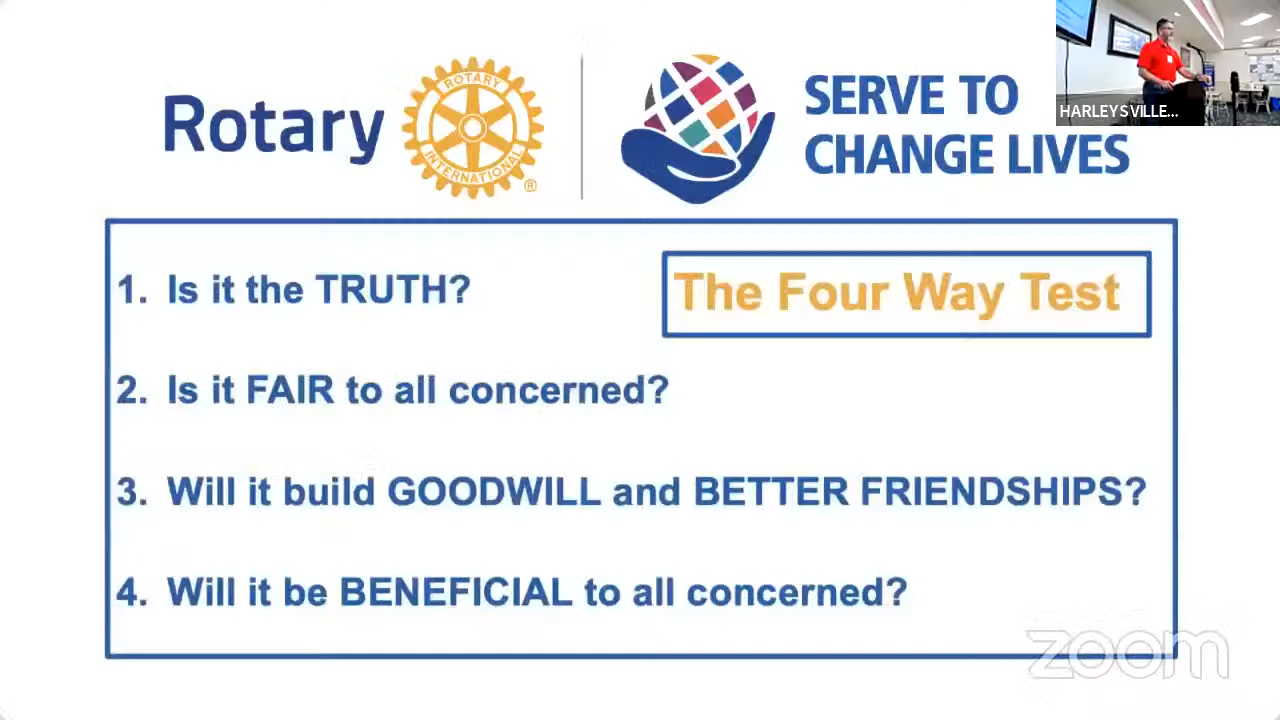 Rotary
ROTARY
INTERNATIONAL
®
SERVE TO
CHANGE LIVES
HARLEYSVILLE...
The Four Way Test
1. Is it the TRUTH?
2. Is it FAIR to all concerned?
3. Will it build GOODWILL and BETTER FRIENDSHIPS?
4. Will it be BENEFICIAL to all concerned?
zoom